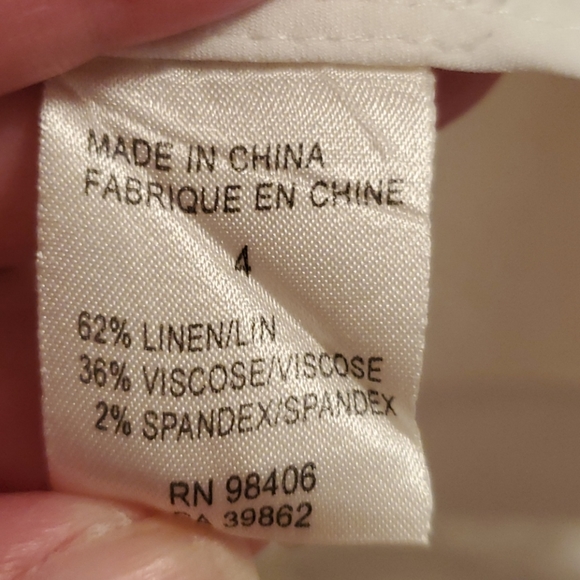 MADE IN CHINA
FABRIQUE EN CHINE
4
62% LINEN/LIN
36% VISCOSE/VISCOSE
2% SPANDEX/SPANDEX
RN 98406
CA 39862